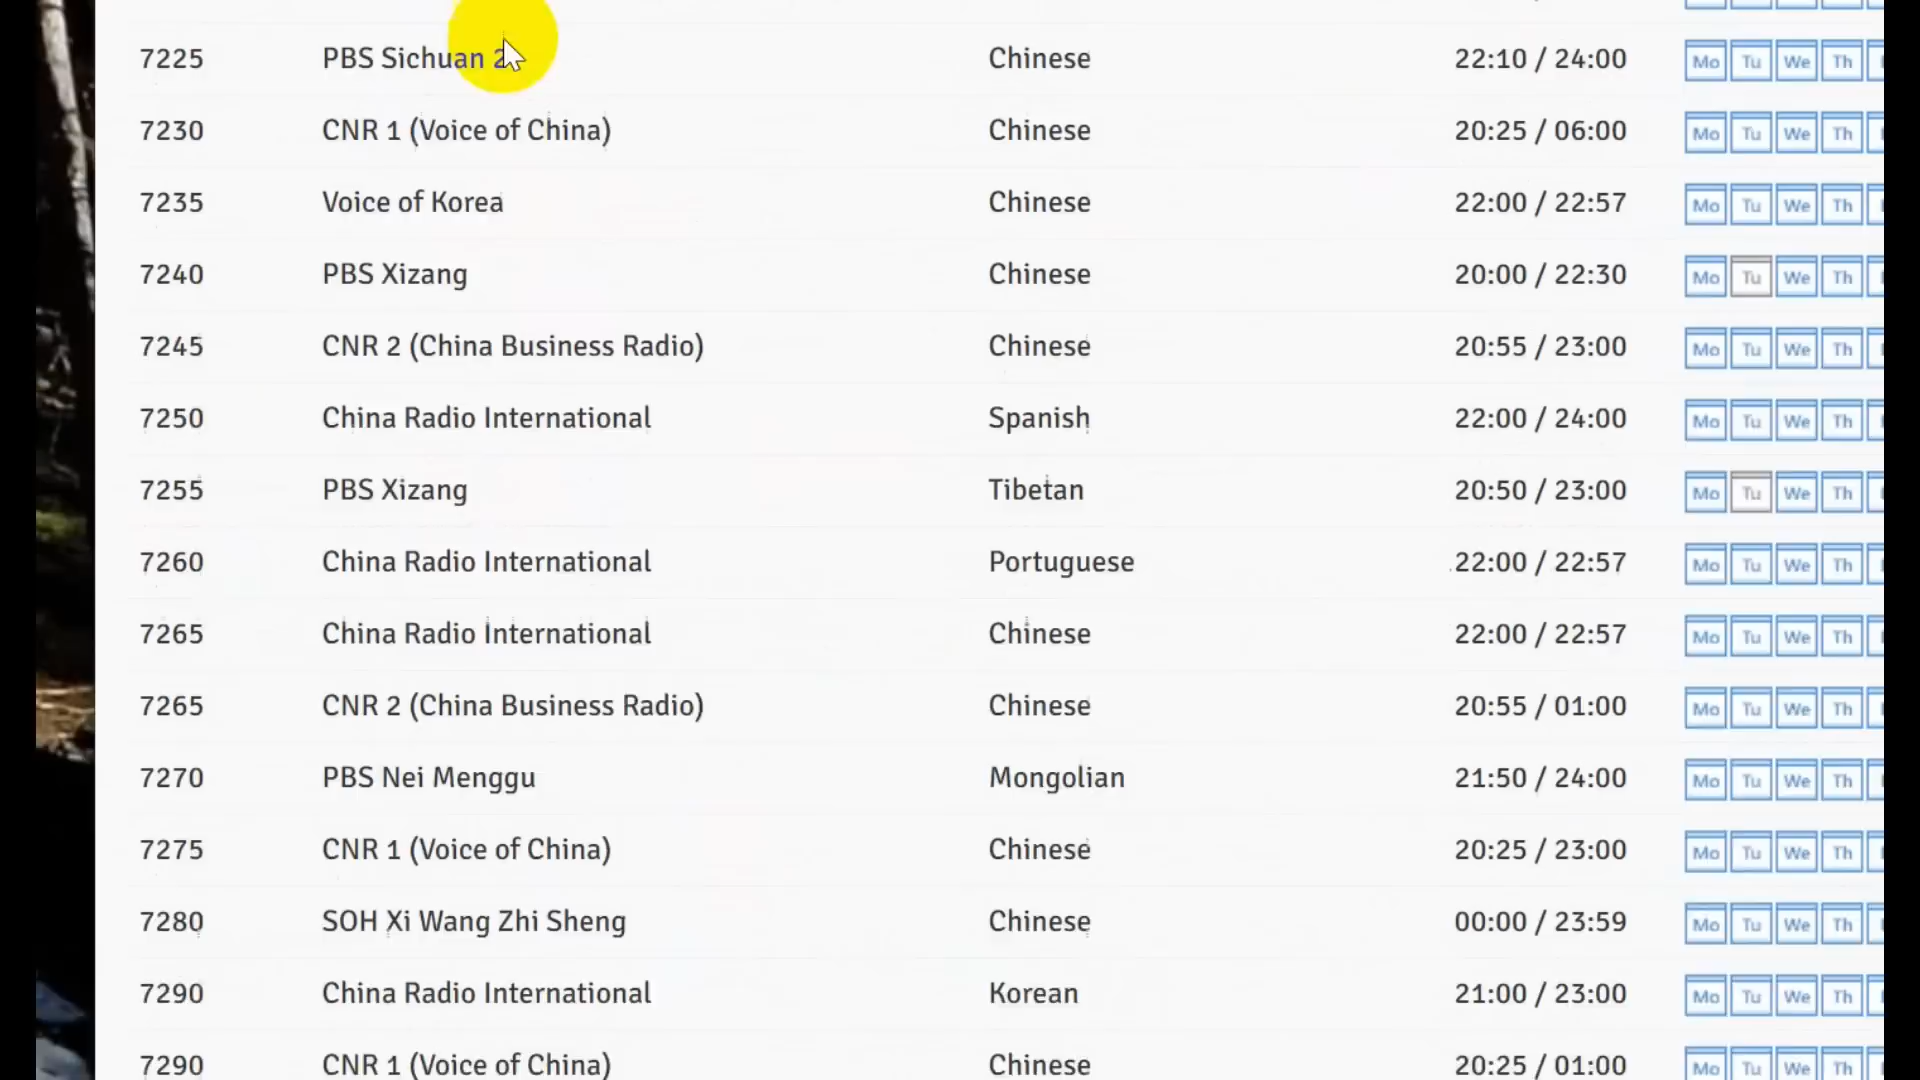 7225 PBS Sichuan 2 Chinese 22:10 / 24:00 Mo Tu We Th
7230 CNR 1 (Voice of China) Chinese 20:25 / 06:00 Mo Tu We Th
7235 Voice of Korea Chinese 22:00 / 22:57 Mo Tu We Th
7240 PBS Xizang Chinese 20:00 / 22:30 Mo Tu We Th
7245 CNR 2 (China Business Radio) Chinese 20:55 / 23:00 Mo Tu We Th
7250 China Radio International Spanish 22:00 / 24:00 Mo Tu We Th
7255 PBS Xizang Tibetan 20:50 / 23:00 Mo Tu We Th
7260 China Radio International Portuguese 22:00 / 22:57 Mo Tu We Th
7265 China Radio International Chinese 22:00 / 22:57 Mo Tu We Th
7265 CNR 2 (China Business Radio) Chinese 20:55 / 01:00 Mo Tu We Th
7270 PBS Nei Menggu Mongolian 21:50 / 24:00 Mo Tu We Th
7275 CNR 1 (Voice of China) Chinese 20:25 / 23:00 Mo Tu We Th
7280 SOH Xi Wang Zhi Sheng Chinese 00:00 / 23:59 Mo Tu We Th
7290 China Radio International Korean 21:00 / 23:00 Mo Tu We Th
7290 CNR 1 (Voice of China) Chinese 20:25 / 01:00 Mo Tu We Th